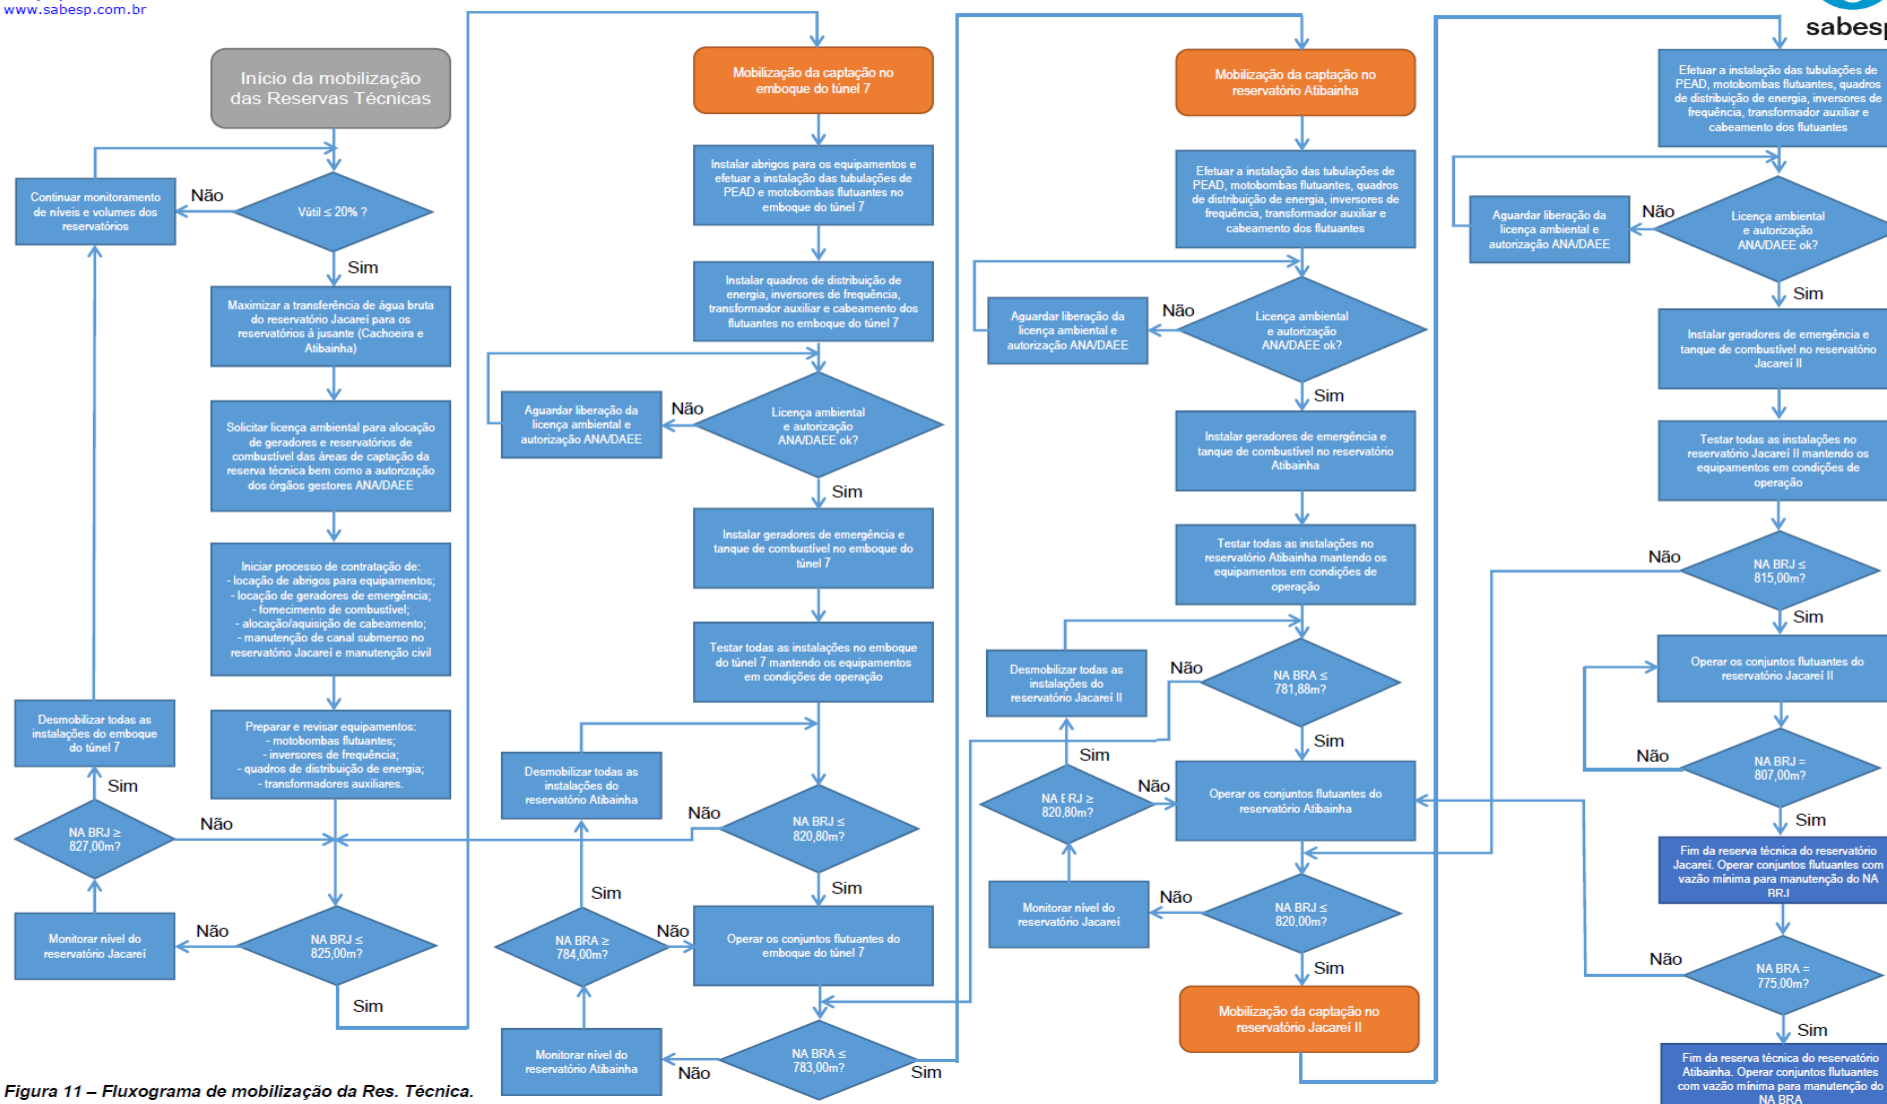 www.sabesp.com.br
sabesp
Início da mobilização
das Reservas Técnicas
Continuar monitoramento
de níveis e volumes dos
reservatórios
Não
Vútil ≤ 20% ?
Sim
Maximizar a transferência de água bruta
do reservatório Jacareí para os
reservatórios à jusante (Cachoeira e
Atibainha)
Solicitar licença ambiental para alocação
de geradores e reservatórios de
combustível das áreas de captação da
reserva técnica bem como a autorização
dos órgãos gestores ANA/DAEE
Iniciar processo de contratação de:
- locação de abrigos para equipamentos;
- locação de geradores de emergência;
- fornecimento de combustível;
- alocação/aquisição de cabeamento;
- manutenção de canal submerso no
reservatório Jacareí e manutenção civil
Desmobilizar todas as
instalações do emboque
do túnel 7
Preparar e revisar equipamentos:
- motobombas flutuantes;
- inversores de frequência;
- quadros de distribuição de energia;
- transformadores auxiliares.
Sim
NA BRJ ≥
827,00m?
Não
Monitorar nível do
reservatório Jacareí
Não
NA BRJ ≤
825,00m?
Sim
Mobilização da captação no
emboque do túnel 7
Instalar abrigos para os equipamentos e
efetuar a instalação das tubulações de
PEAD e motobombas flutuantes no
emboque do túnel 7
Instalar quadros de distribuição de
energia, inversores de frequência,
transformador auxiliar e cabeamento dos
flutuantes no emboque do túnel 7
Aguardar liberação da
licença ambiental e
autorização ANA/DAEE
Não
Licença ambiental
e autorização
ANA/DAEE ok?
Sim
Instalar geradores de emergência e
tanque de combustível no emboque do
túnel 7
Testar todas as instalações no emboque
do túnel 7 mantendo os equipamentos
em condições de operação
Desmobilizar todas as
instalações do
reservatório Atibainha
Não
NA BRJ ≤
820,80m?
Sim
Sim
NA BRA ≥
784,00m?
Não
Operar os conjuntos flutuantes do
emboque do túnel 7
Monitorar nível do
reservatório Atibainha
Não
NA BRA ≤
783,00m?
Sim
Mobilização da captação no
reservatório Atibainha
Efetuar a instalação das tubulações de
PEAD, motobombas flutuantes, quadros
de distribuição de energia, inversores de
frequência, transformador auxiliar e
cabeamento dos flutuantes
Aguardar liberação da
licença ambiental e
autorização ANA/DAEE
Não
Licença ambiental
e autorização
ANA/DAEE ok?
Sim
Instalar geradores de emergência e
tanque de combustível no reservatório
Atibainha
Testar todas as instalações no
reservatório Atibainha mantendo os
equipamentos em condições de
operação
Desmobilizar todas as
instalações do
reservatório Jacareí II
Não
NA BRA ≤
781,88m?
Sim
Sim
NA BRJ ≥
820,80m?
Não
Operar os conjuntos flutuantes do
reservatório Atibainha
Monitorar nível do
reservatório Jacareí
Não
NA BRJ ≤
820,00m?
Sim
Mobilização da captação no
reservatório Jacareí II
Efetuar a instalação das tubulações de
PEAD, motobombas flutuantes, quadros
de distribuição de energia, inversores de
frequência, transformador auxiliar e
cabeamento dos flutuantes
Aguardar liberação da
licença ambiental e
autorização ANA/DAEE
Não
Licença ambiental
e autorização
ANA/DAEE ok?
Sim
Instalar geradores de emergência e
tanque de combustível no reservatório
Jacareí II
Testar todas as instalações no
reservatório Jacareí II mantendo os
equipamentos em condições de
operação
Não
NA BRJ ≤
815,00m?
Sim
Operar os conjuntos flutuantes do
reservatório Jacareí II
Não
NA BRJ =
807,00m?
Sim
Fim da reserva técnica do reservatório
Jacareí. Operar conjuntos flutuantes com
vazão mínima para manutenção do NA
BRJ
Não
NA BRA =
775,00m?
Sim
Fim da reserva técnica do reservatório
Atibainha. Operar conjuntos flutuantes
com vazão mínima para manutenção do
NA BRA
Figura 11 – Fluxograma de mobilização da Res. Técnica.